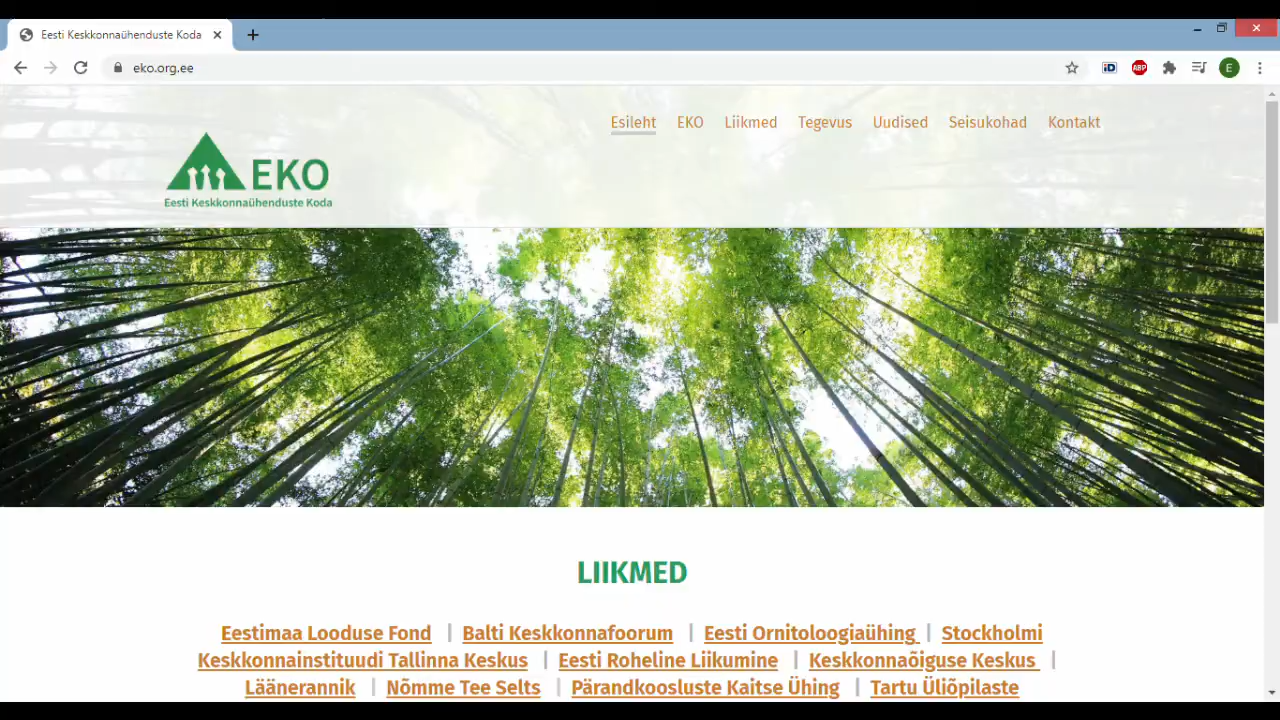 Eesti Keskkonnaühenduste Koda
eko.org.ee
iD
ABP
E
Esileht EKO Liikmed Tegevus Uudised Seisukohad Kontakt
EKO
Eesti Keskkonnaühenduste Koda
LIIKMED
Eestimaa Looduse Fond | Balti Keskkonnafoorum | Eesti Ornitoloogiaühing | Stockholmi
Keskkonnainstituudi Tallinna Keskus | Eesti Roheline Liikumine | Keskkonnaõiguse Keskus |
Läänerannik | Nõmme Tee Selts | Pärandkoosluste Kaitse Ühing | Tartu Üliõpilaste